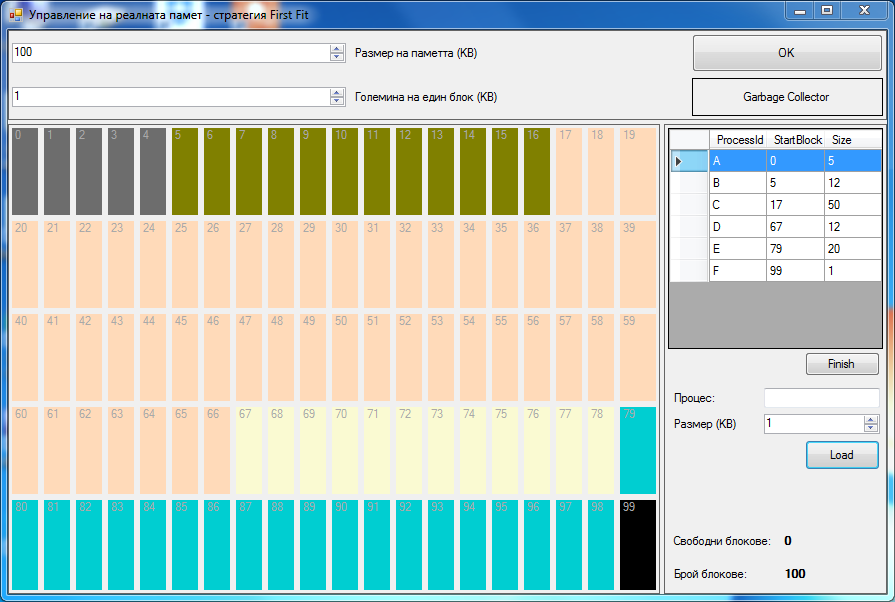 Управление на реалната памет - стратегия First Fit
100 Размер на паметта (KB) OK
1 Големина на един блок (KB) Garbage Collector
0 1 2 3 4 5 6 7 8 9 10 11 12 13 14 15 16 17 18 19
20 21 22 23 24 25 26 27 28 29 30 31 32 33 34 35 36 37 38 39
40 41 42 43 44 45 46 47 48 49 50 51 52 53 54 55 56 57 58 59
60 61 62 63 64 65 66 67 68 69 70 71 72 73 74 75 76 77 78 79
80 81 82 83 84 85 86 87 88 89 90 91 92 93 94 95 96 97 98 99
ProcessId StartBlock Size
A 0 5
B 5 12
C 17 50
D 67 12
E 79 20
F 99 1
Finish
Процес:
Размер (KB) 1
Load
Свободни блокове: 0
Брой блокове: 100